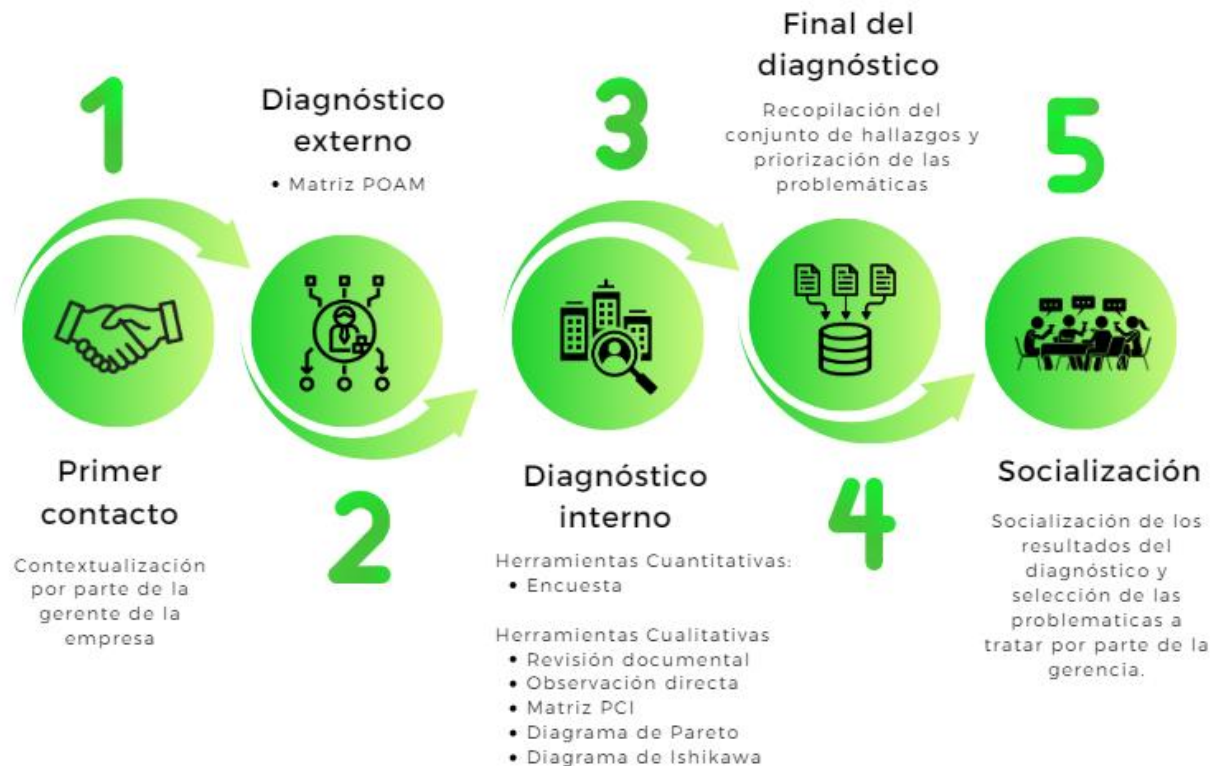 1
Primer
contacto
Contextualización
por parte de la
gerente de la
empresa
Diagnóstico
externo
• Matriz POAM
2
3
Diagnóstico
interno
Herramientas Cuantitativas:
• Encuesta
Herramientas Cualitativas
• Revisión documental
• Observación directa
• Matriz PCI
• Diagrama de Pareto
• Diagrama de Ishikawa
Final del
diagnóstico
Recopilación del
conjunto de hallazgos y
priorización de las
problemáticas
4
5
Socialización
Socialización de los
resultados del
diagnóstico y
selección de las
problematicas a
tratar por parte de la
gerencia.